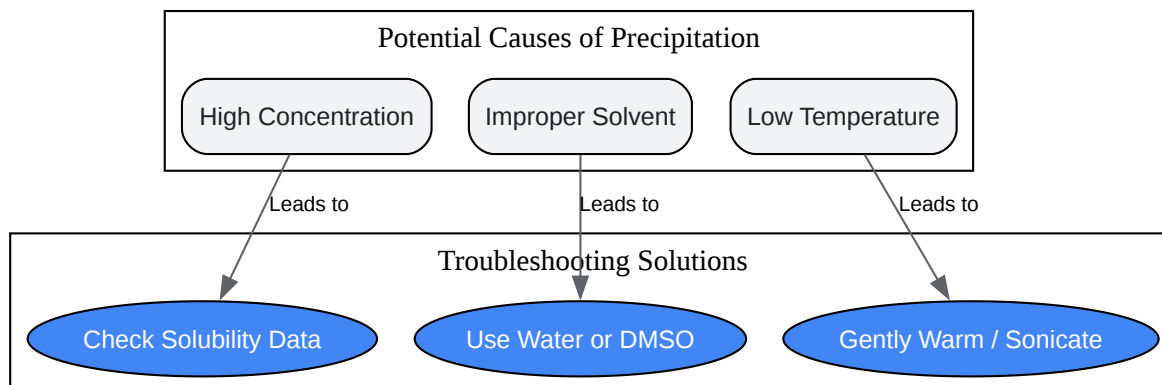 Potential Causes of Precipitation
High Concentration
Improper Solvent
Low Temperature
Leads to
Leads to
Leads to
Troubleshooting Solutions
Check Solubility Data
Use Water or DMSO
Gently Warm / Sonicate